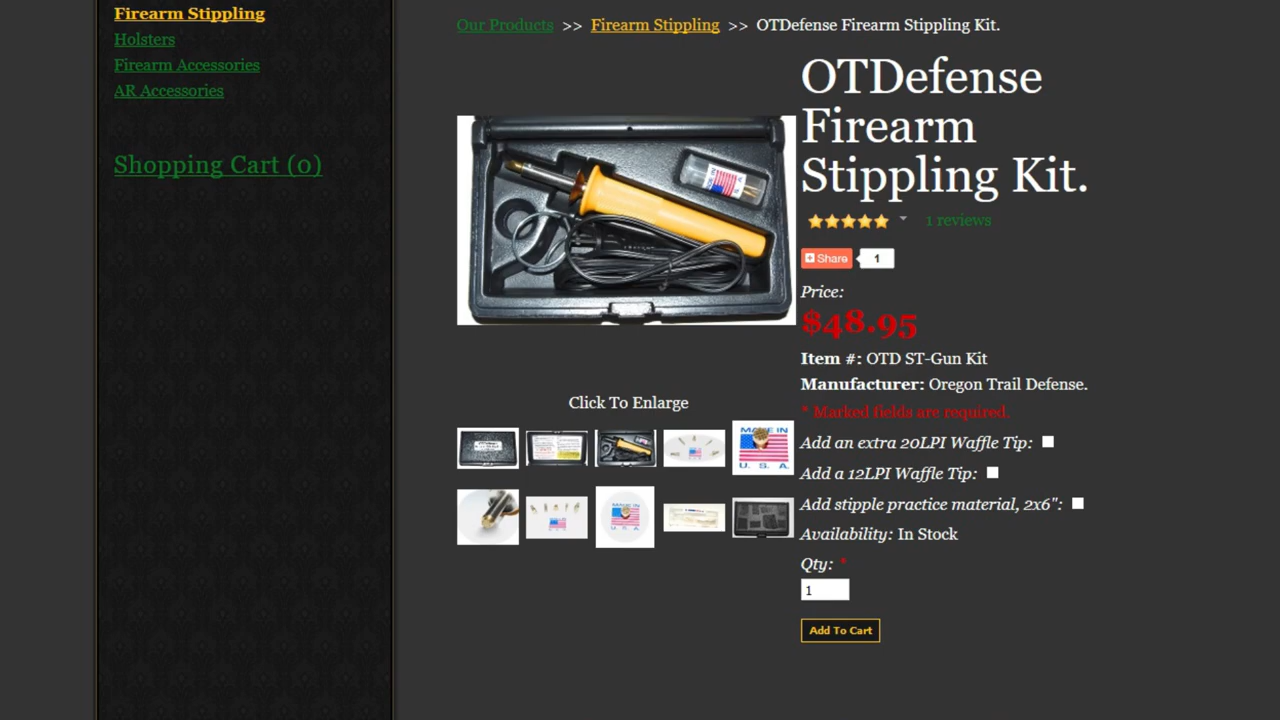 Firearm Stippling
Holsters
Firearm Accessories
AR Accessories
Shopping Cart (0)
Our Products >> Firearm Stippling >> OTDefense Firearm Stippling Kit.
OTDefense
Firearm
Stippling Kit.
1 reviews
Share 1
Price:
$48.95
Item #: OTD ST-Gun Kit
Manufacturer: Oregon Trail Defense.
* Marked fields are required.
Click To Enlarge
MADE IN
U. S. A.
Add an extra 20LPI Waffle Tip:
Add a 12LPI Waffle Tip:
Add stipple practice material, 2x6":
Availability: In Stock
Qty: *
1
Add To Cart